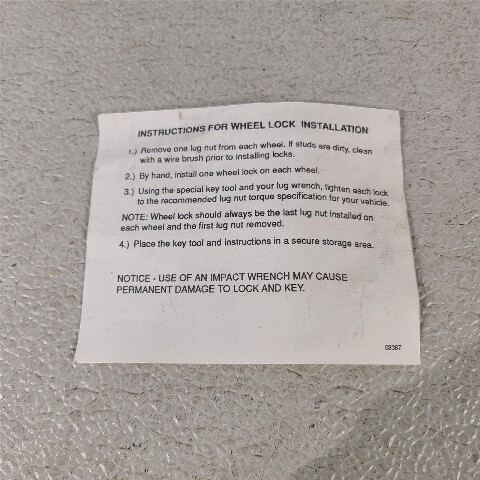 INSTRUCTIONS FOR WHEEL LOCK INSTALLATION
1.) Remove one lug nut from each wheel. If studs are dirty, clean
with a wire brush prior to installing locks.
2.) By hand, install one wheel lock on each wheel.
3.) Using the special key tool and your lug wrench, tighten each lock
to the recommended lug nut torque specification for your vehicle.
NOTE: Wheel lock should always be the last lug nut installed on
each wheel and the first lug nut removed.
4.) Place the key tool and instructions in a secure storage area.
NOTICE - USE OF AN IMPACT WRENCH MAY CAUSE
PERMANENT DAMAGE TO LOCK AND KEY.
08387